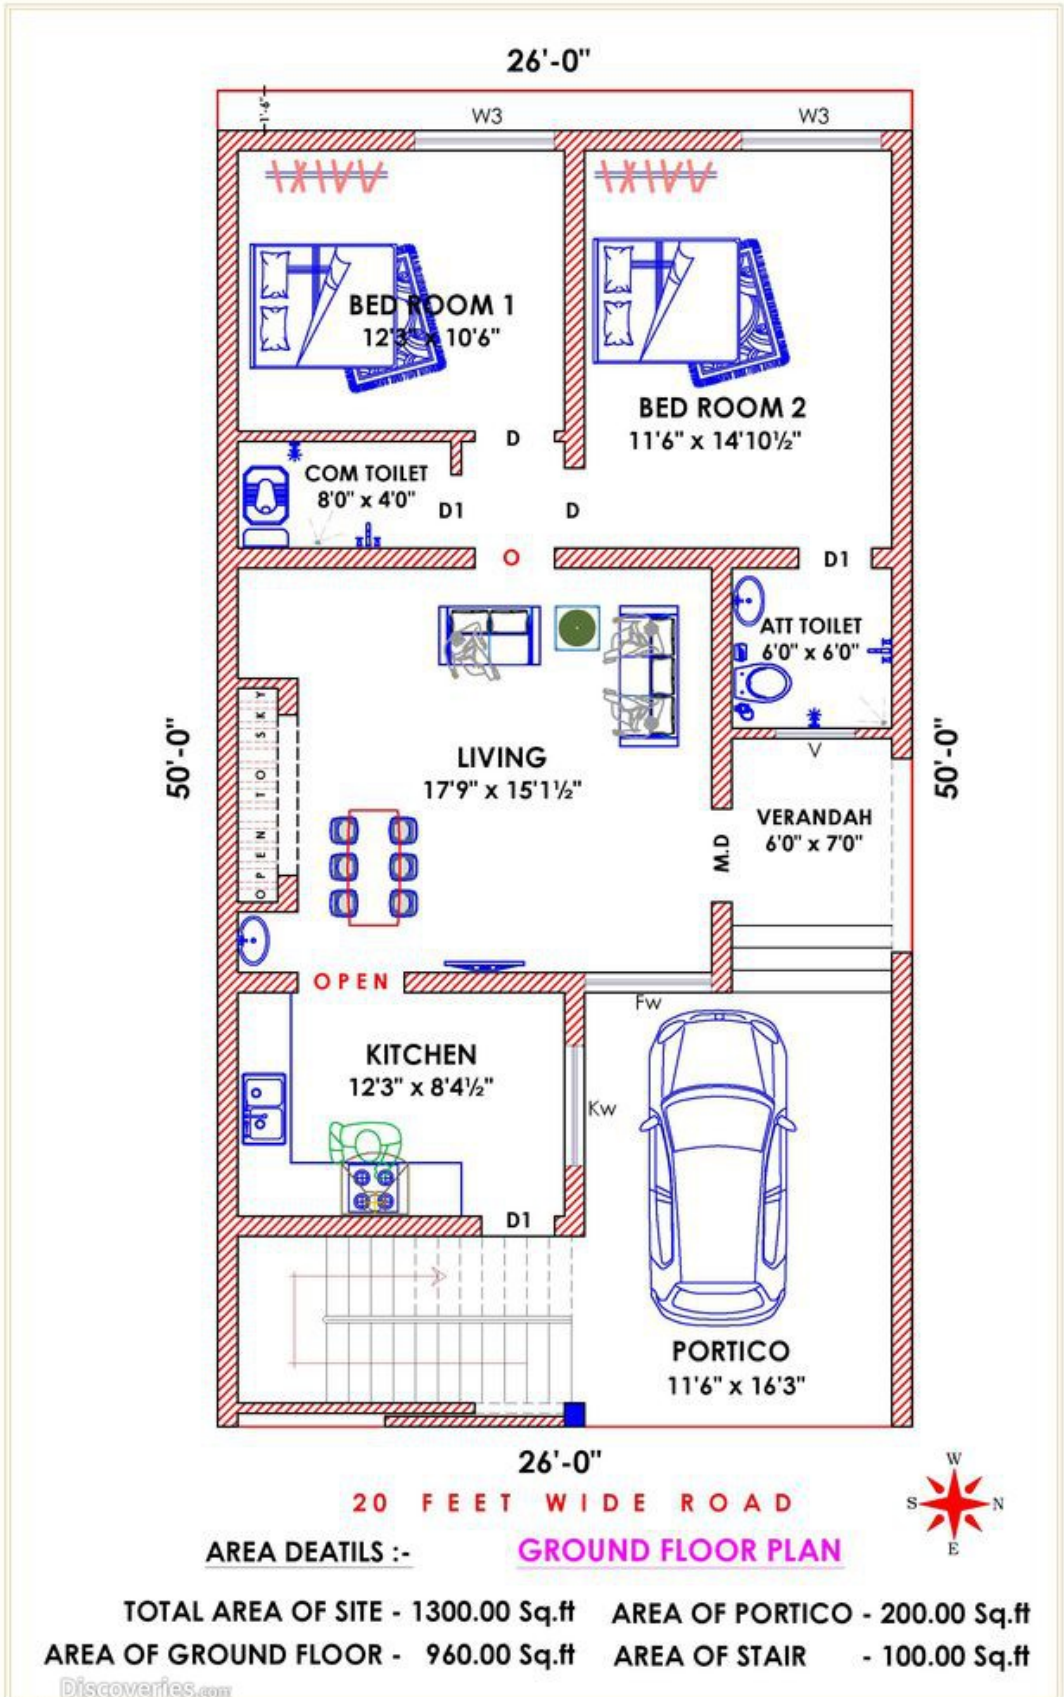 26'-0"
1'-6"
W3
W3
BED ROOM 1
12'3" x 10'6"
BED ROOM 2
11'6" x 14'10½"
D
COM TOILET
8'0" x 4'0"
D1
D
O
D1
ATT TOILET
6'0" x 6'0"
OPEN TO SKY
50'-0"
50'-0"
LIVING
17'9" x 15'1½"
V
VERANDAH
6'0" x 7'0"
M.D
OPEN
Fw
KITCHEN
12'3" x 8'4½"
Kw
D1
PORTICO
11'6" x 16'3"
26'-0"
20 FEET WIDE ROAD
W
S
N
E
AREA DEATILS :-
GROUND FLOOR PLAN
TOTAL AREA OF SITE - 1300.00 Sq.ft
AREA OF PORTICO - 200.00 Sq.ft
AREA OF GROUND FLOOR - 960.00 Sq.ft
AREA OF STAIR - 100.00 Sq.ft
Discoveries.com